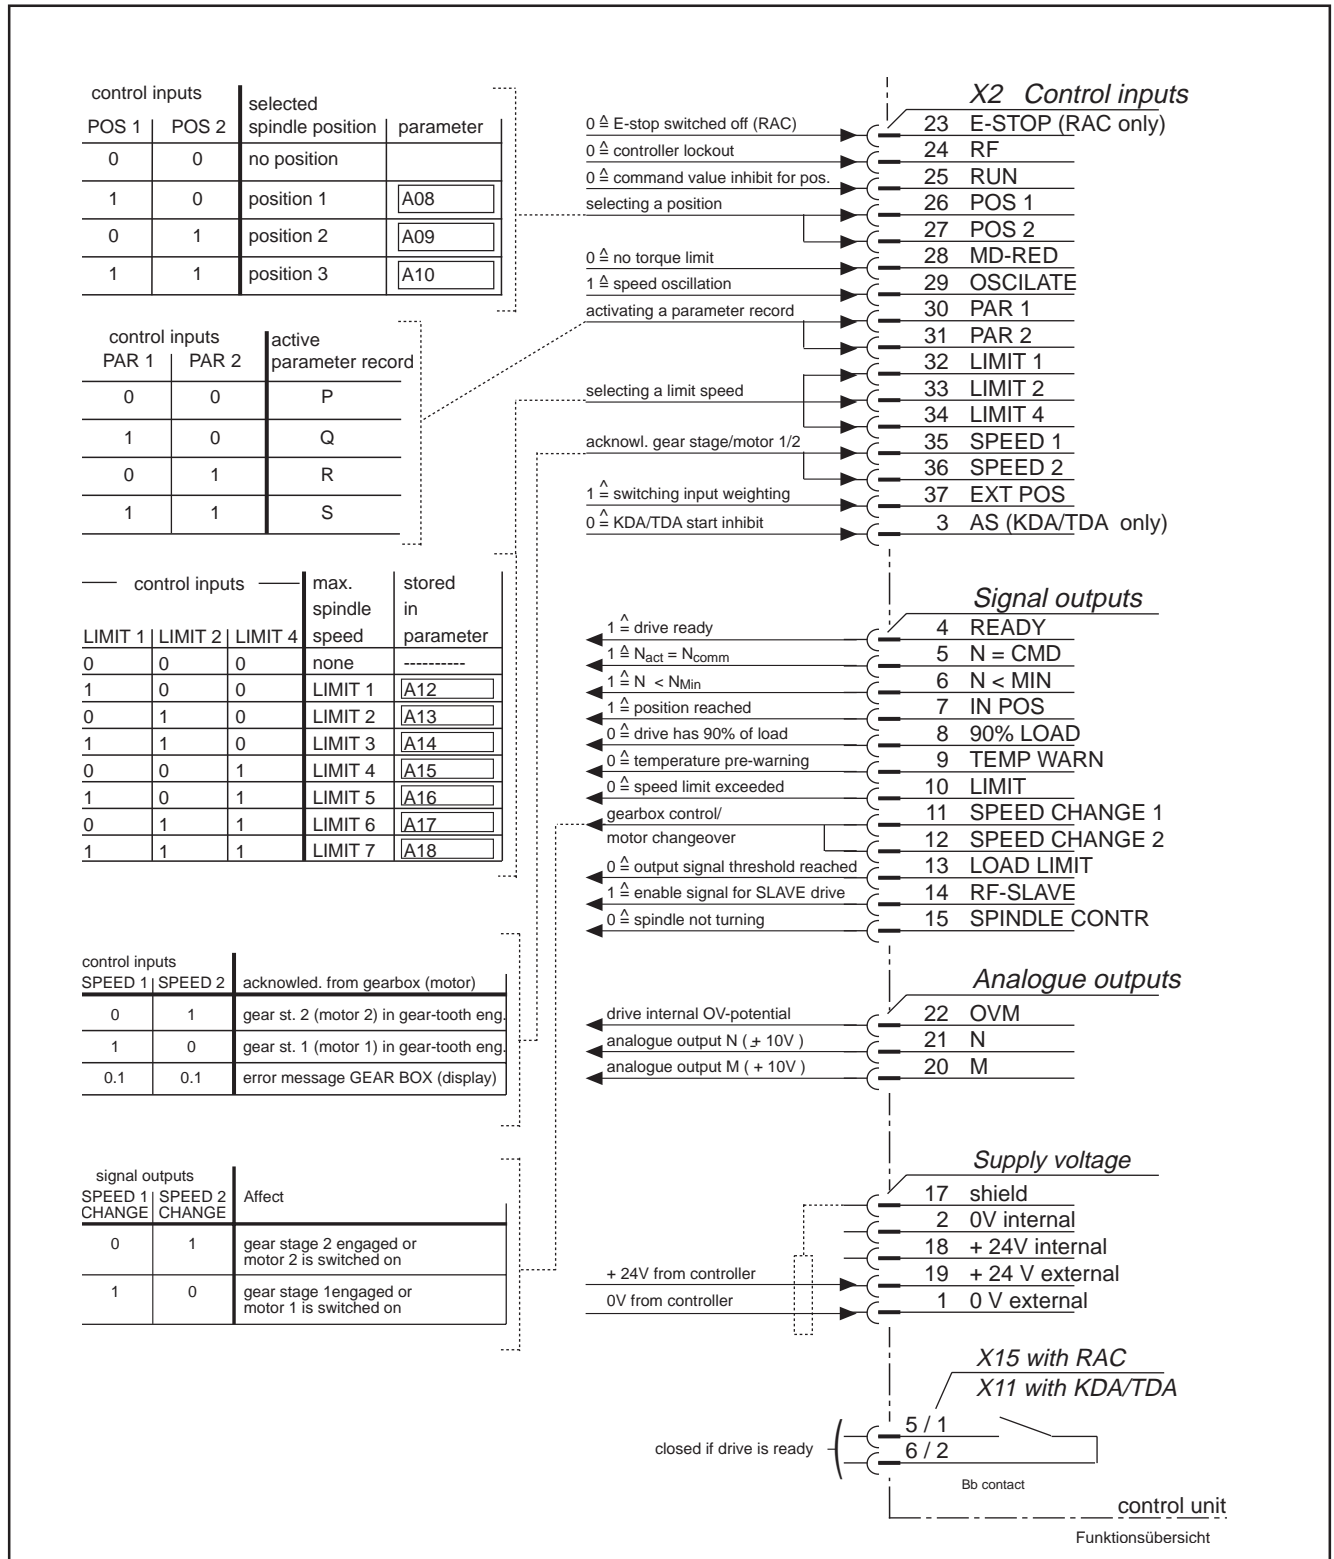 control inputs
selected
POS 1 POS 2 spindle position parameter
0 0 no position
1 0 position 1 A08
0 1 position 2 A09
1 1 position 3 A10
control inputs active
PAR 1 PAR 2 parameter record
0 0 P
1 0 Q
0 1 R
1 1 S
control inputs max. stored
spindle in
LIMIT 1 LIMIT 2 LIMIT 4 speed parameter
0 0 0 none ----------
1 0 0 LIMIT 1 A12
0 1 0 LIMIT 2 A13
1 1 0 LIMIT 3 A14
0 0 1 LIMIT 4 A15
1 0 1 LIMIT 5 A16
0 1 1 LIMIT 6 A17
1 1 1 LIMIT 7 A18
control inputs
SPEED 1 SPEED 2 acknowled. from gearbox (motor)
0 1 gear st. 2 (motor 2) in gear-tooth eng.
1 0 gear st. 1 (motor 1) in gear-tooth eng.
0.1 0.1 error message GEAR BOX (display)
signal outputs
SPEED 1 SPEED 2 Affect
CHANGE CHANGE
0 1 gear stage 2 engaged or
motor 2 is switched on
1 0 gear stage 1engaged or
motor 1 is switched on
X2 Control inputs
0 ≙ E-stop switched off (RAC) 23 E-STOP (RAC only)
0 ≙ controller lockout 24 RF
0 ≙ command value inhibit for pos. 25 RUN
selecting a position 26 POS 1
27 POS 2
0 ≙ no torque limit 28 MD-RED
1 ≙ speed oscillation 29 OSCILATE
activating a parameter record 30 PAR 1
31 PAR 2
32 LIMIT 1
selecting a limit speed 33 LIMIT 2
34 LIMIT 4
acknowl. gear stage/motor 1/2 35 SPEED 1
36 SPEED 2
1 ≙ switching input weighting 37 EXT POS
0 ≙ KDA/TDA start inhibit 3 AS (KDA/TDA only)
Signal outputs
1 ≙ drive ready 4 READY
1 ≙ Nact = Ncomm 5 N = CMD
1 ≙ N < NMin 6 N < MIN
1 ≙ position reached 7 IN POS
0 ≙ drive has 90% of load 8 90% LOAD
0 ≙ temperature pre-warning 9 TEMP WARN
0 ≙ speed limit exceeded 10 LIMIT
gearbox control/ 11 SPEED CHANGE 1
motor changeover 12 SPEED CHANGE 2
0 ≙ output signal threshold reached 13 LOAD LIMIT
1 ≙ enable signal for SLAVE drive 14 RF-SLAVE
0 ≙ spindle not turning 15 SPINDLE CONTR
Analogue outputs
drive internal OV-potential 22 OVM
analogue output N ( ± 10V ) 21 N
analogue output M ( + 10V ) 20 M
Supply voltage
17 shield
2 0V internal
18 + 24V internal
+ 24V from controller 19 + 24 V external
0V from controller 1 0 V external
X15 with RAC
X11 with KDA/TDA
5 / 1
closed if drive is ready 6 / 2
Bb contact
control unit
Funktionsübersicht